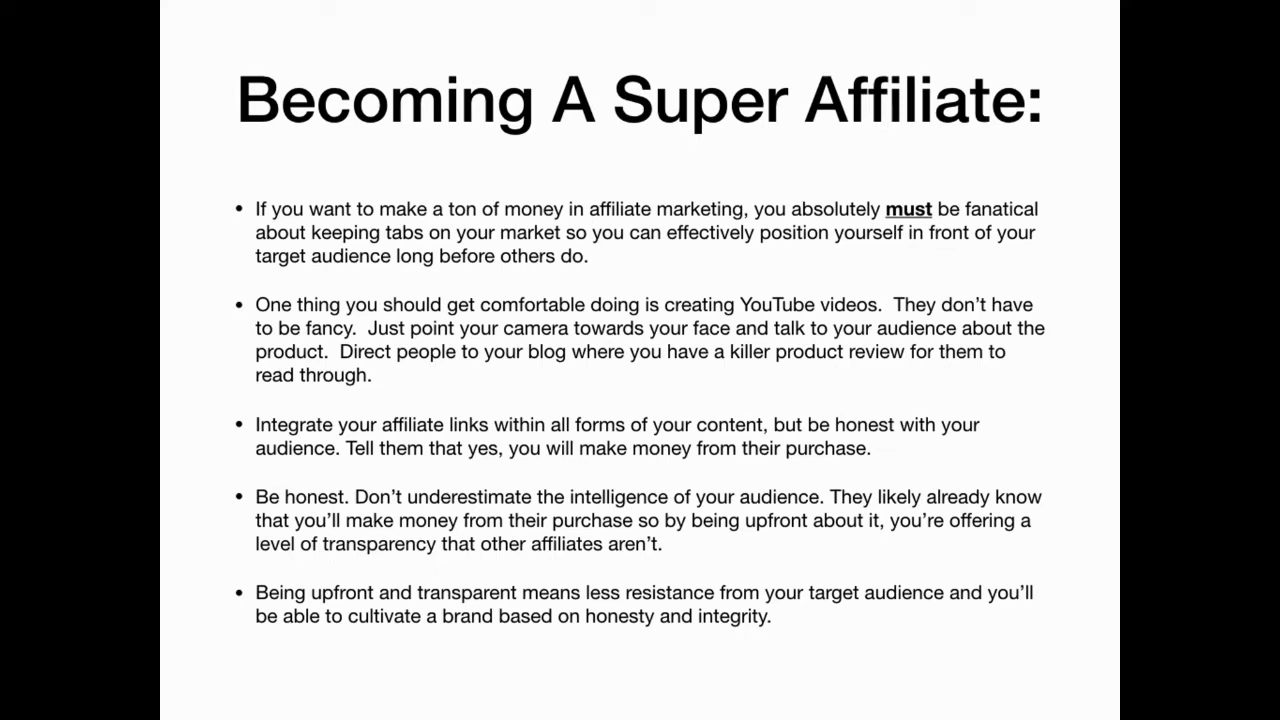 Becoming A Super Affiliate:
• If you want to make a ton of money in affiliate marketing, you absolutely must be fanatical
about keeping tabs on your market so you can effectively position yourself in front of your
target audience long before others do.
• One thing you should get comfortable doing is creating YouTube videos.  They don’t have
to be fancy.  Just point your camera towards your face and talk to your audience about the
product.  Direct people to your blog where you have a killer product review for them to
read through.
• Integrate your affiliate links within all forms of your content, but be honest with your
audience. Tell them that yes, you will make money from their purchase.
• Be honest. Don’t underestimate the intelligence of your audience. They likely already know
that you’ll make money from their purchase so by being upfront about it, you’re offering a
level of transparency that other affiliates aren’t.
• Being upfront and transparent means less resistance from your target audience and you’ll
be able to cultivate a brand based on honesty and integrity.